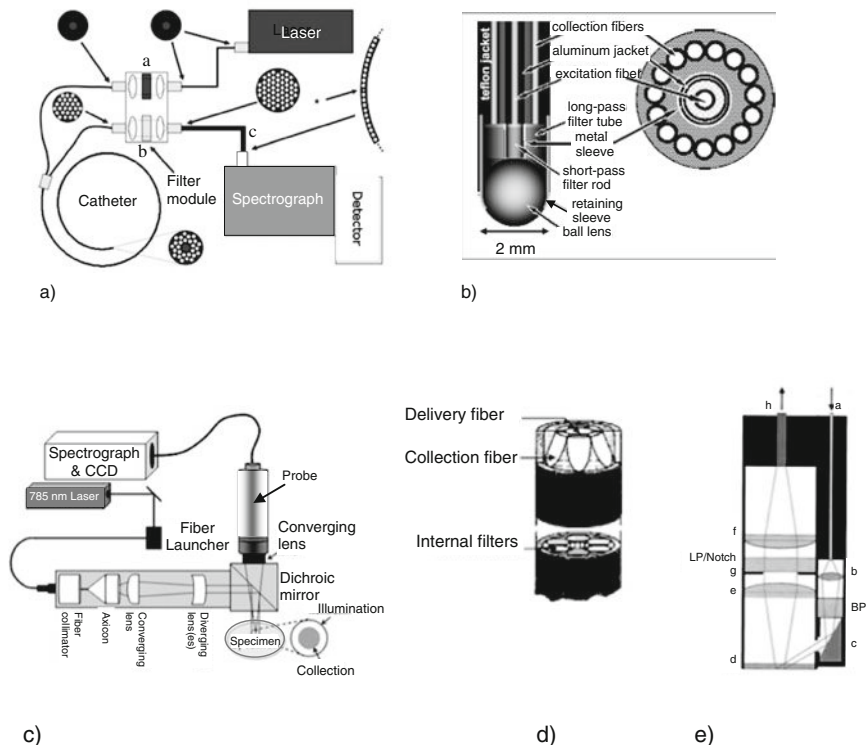 Laser
a
b
c
*
Catheter
Filter
module
Spectrograph
Detector
a)
teflon jacket
collection fibers
aluminum jacket
excitation fiber
long-pass
filter tube
metal
sleeve
short-pass
filter rod
retaining
sleeve
ball lens
2 mm
b)
Spectrograph
& CCD
785 nm Laser
Fiber
Launcher
Probe
Converging
lens
Dichroic
mirror
Illumination
Specimen
Collection
Fiber
collimator
Axicon
Converging
lens
Diverging
lens(es)
c)
Delivery fiber
Collection fiber
Internal filters
d)
h
a
f
LP/Notch
g
e
d
b
BP
c
e)